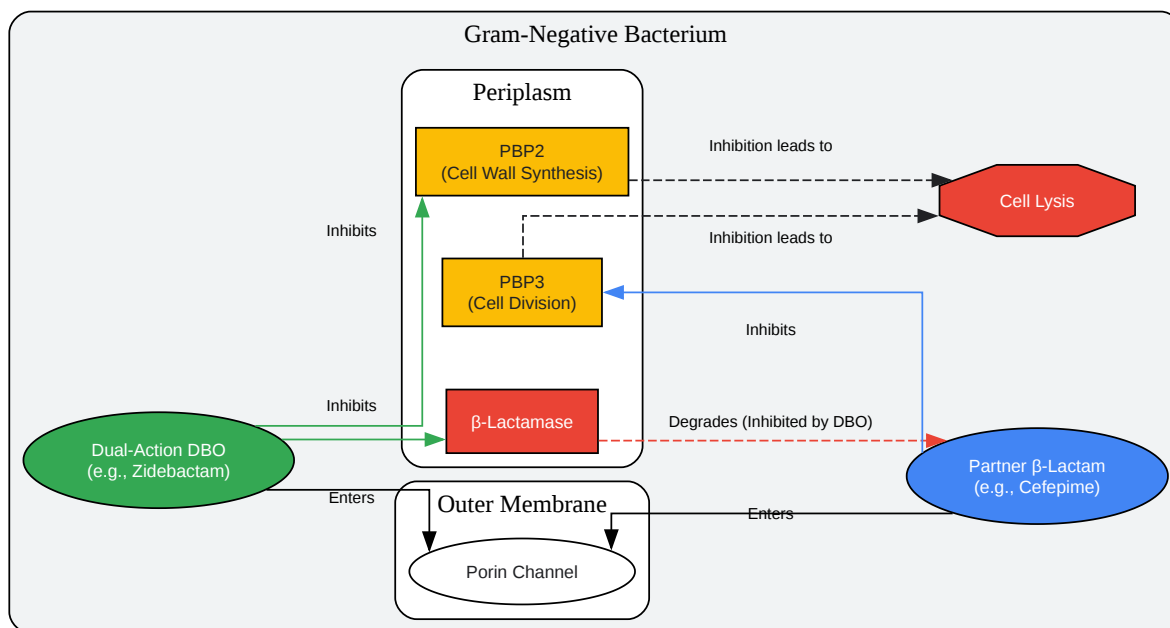 Gram-Negative Bacterium
Periplasm
PBP2
(Cell Wall Synthesis)
Inhibition leads to
Cell Lysis
Inhibits
Inhibition leads to
PBP3
(Cell Division)
Inhibits
Inhibits
β-Lactamase
Degrades (Inhibited by DBO)
Dual-Action DBO
(e.g., Zidebactam)
Partner β-Lactam
(e.g., Cefepime)
Enters
Outer Membrane
Enters
Porin Channel